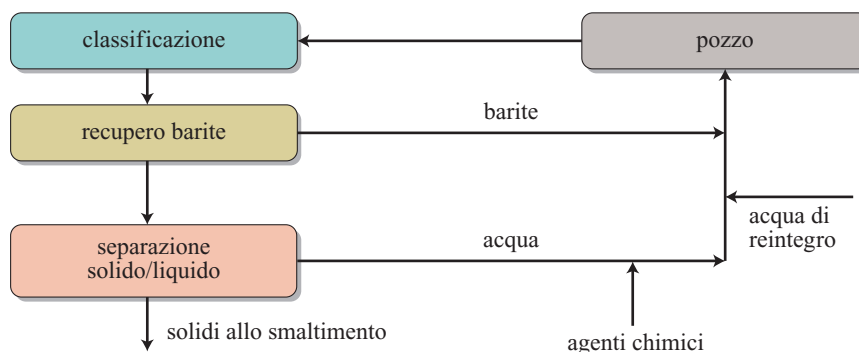 classificazione
pozzo
recupero barite
barite
acqua di
reintegro
separazione
solido/liquido
acqua
solidi allo smaltimento
agenti chimici